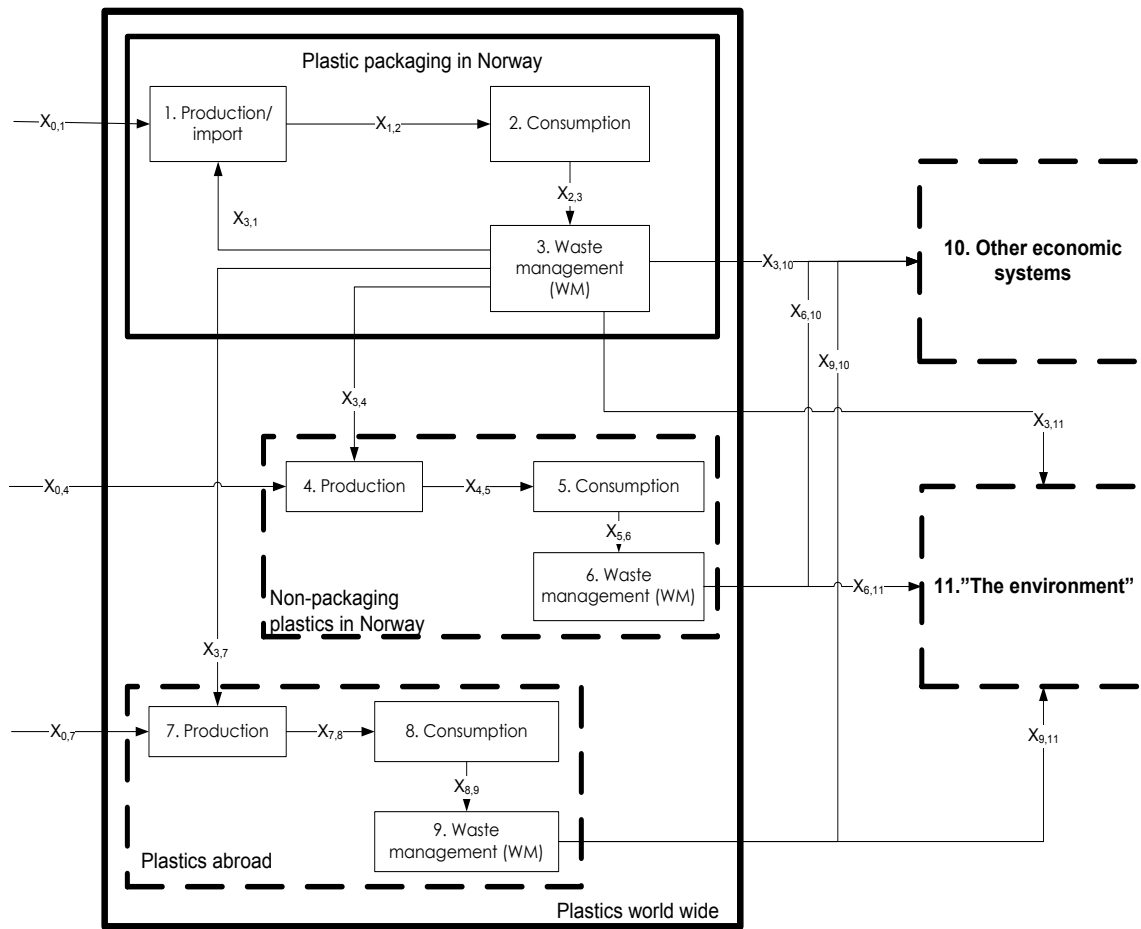 Plastic packaging in Norway
1. Production/
import
2. Consumption
X0,1
X1,2
X2,3
X3,1
3. Waste
management
(WM)
X3,10
10. Other economic
systems
X6,10
X9,10
X3,4
X3,11
4. Production
5. Consumption
X0,4
X4,5
X5,6
6. Waste
management (WM)
X6,11
11."The environment”
Non-packaging
plastics in Norway
X3,7
7. Production
8. Consumption
X0,7
X7,8
X9,11
X8,9
9. Waste
management (WM)
Plastics abroad
Plastics world wide